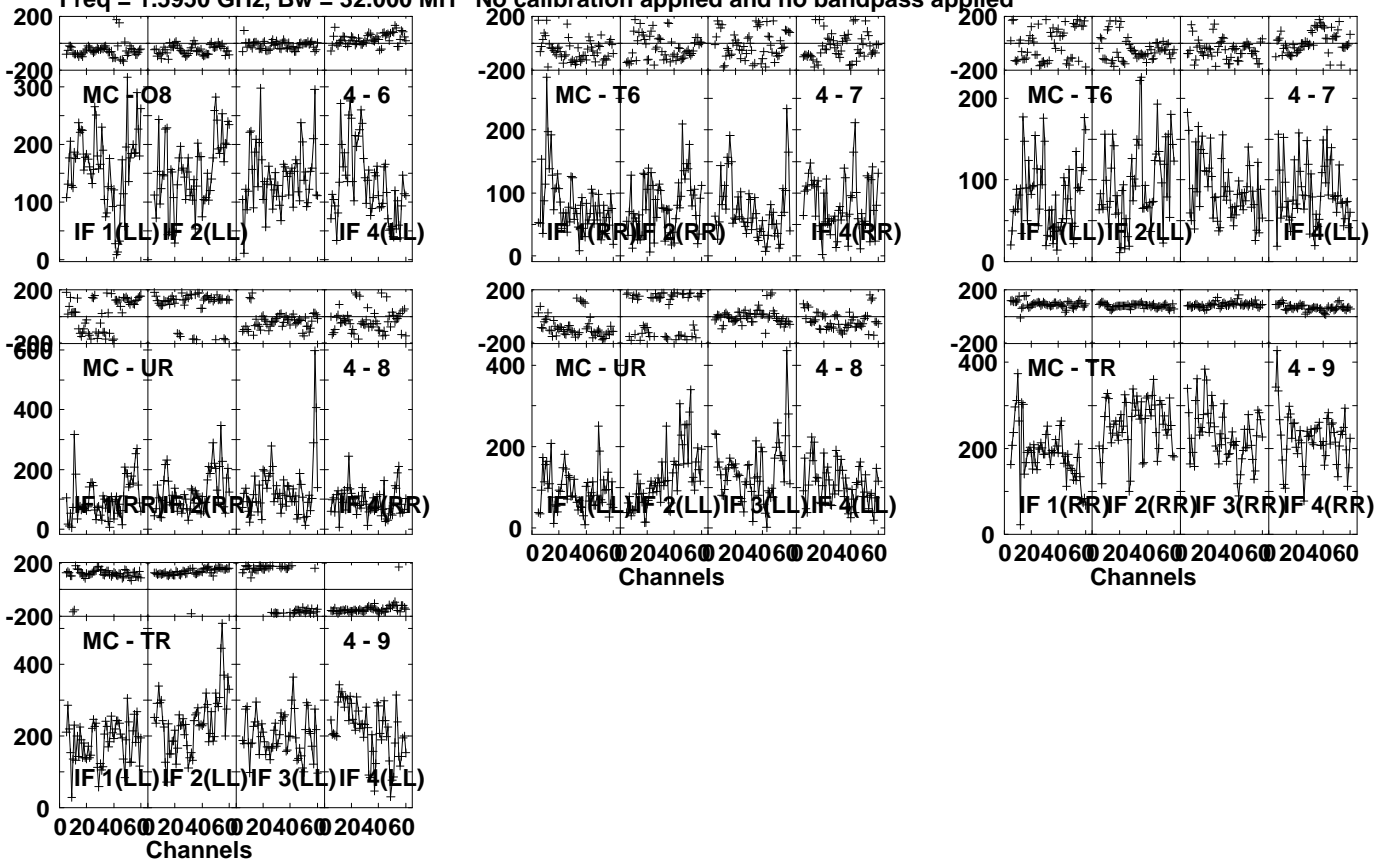 Freq = 1.5950 GHz, Bw = 32.000 MH No calibration applied and no bandpass applied
200
-200
300
200
100
0
MC - O8
4 - 6
IF 1(LL)
IF 2(LL)
IF 4(LL)
200
-200
200
100
0
MC - T6
4 - 7
IF 1(RR)
IF 2(RR)
IF 4(RR)
200
-200
200
100
0
MC - T6
4 - 7
IF 1(LL)
IF 2(LL)
IF 4(LL)
200
-200
600
400
200
0
MC - UR
4 - 8
IF 1(RR)
IF 2(RR)
IF 4(RR)
200
-200
400
200
0
MC - UR
4 - 8
IF 1(LL)
IF 2(LL)
IF 3(LL)
IF 4(LL)
0 20 40 60 0 20 40 60 0 20 40 60 0 20 40 60
Channels
200
-200
400
200
0
MC - TR
4 - 9
IF 1(RR)
IF 2(RR)
IF 3(RR)
IF 4(RR)
0 20 40 60 0 20 40 60 0 20 40 60 0 20 40 60
Channels
200
-200
400
200
0
MC - TR
4 - 9
IF 1(LL)
IF 2(LL)
IF 3(LL)
IF 4(LL)
0 20 40 60 0 20 40 60 0 20 40 60 0 20 40 60
Channels